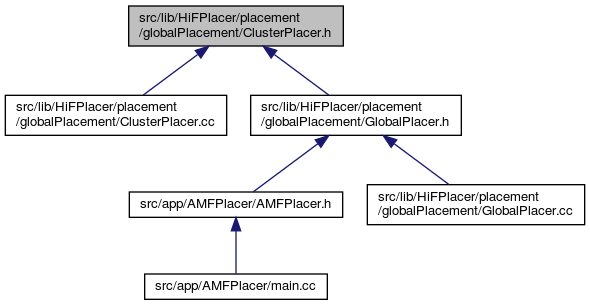 src/lib/HiFPlacer/placement
/globalPlacement/ClusterPlacer.h
src/lib/HiFPlacer/placement
/globalPlacement/ClusterPlacer.cc
src/lib/HiFPlacer/placement
/globalPlacement/GlobalPlacer.h
src/app/AMFPlacer/AMFPlacer.h
src/lib/HiFPlacer/placement
/globalPlacement/GlobalPlacer.cc
src/app/AMFPlacer/main.cc